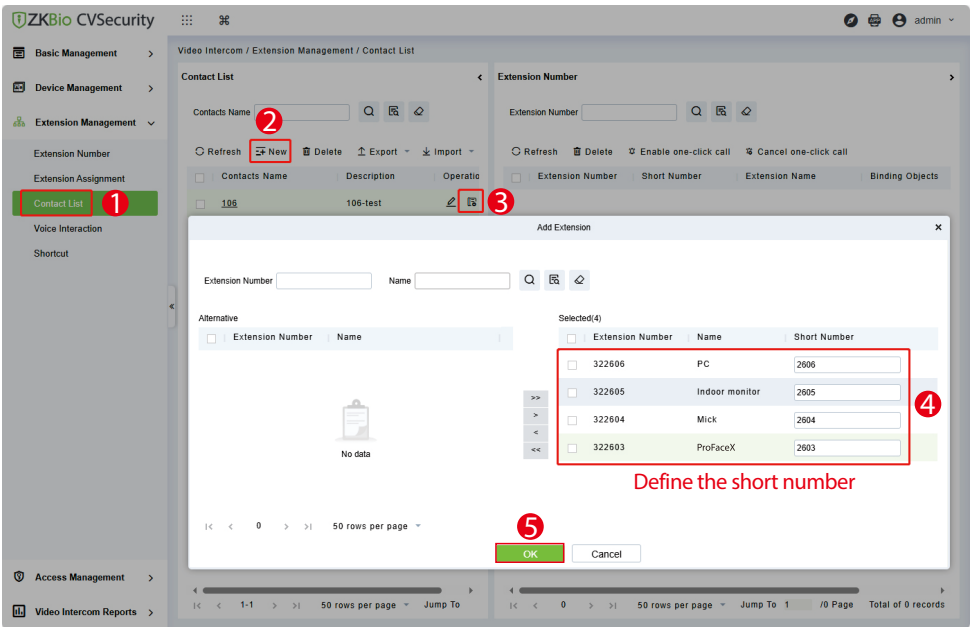 ZKBio CVSecurity
admin
Basic Management
Device Management
Extension Management
Extension Number
Extension Assignment
Contact List
1
Voice Interaction
Shortcut
Access Management
Video Intercom Reports
Video Intercom / Extension Management / Contact List
Contact List
Contacts Name
2
Refresh New Delete Export Import
Contacts Name Description Operatio
106 106-test
3
Extension Number
Extension Number
Refresh Delete Enable one-click call Cancel one-click call
Extension Number Short Number Extension Name Binding Objects
Add Extension
Extension Number Name
Alternative
Extension Number Name
No data
0 50 rows per page
>>
>
<
<<
Selected(4)
Extension Number Name Short Number
322606 PC 2606
322605 Indoor monitor 2605
322604 Mick 2604
322603 ProFaceX 2603
4
Define the short number
5
OK Cancel
1-1 50 rows per page Jump To
0 50 rows per page Jump To 1 /0 Page Total of 0 records